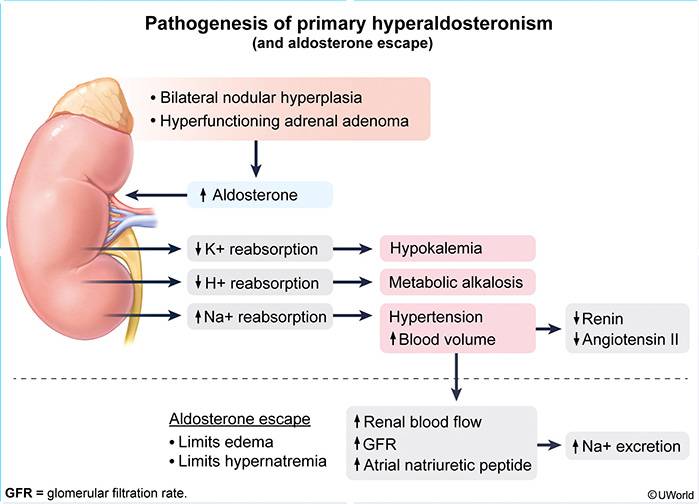 Pathogenesis of primary hyperaldosteronism
(and aldosterone escape)
• Bilateral nodular hyperplasia
• Hyperfunctioning adrenal adenoma
↑ Aldosterone
↓ K+ reabsorption
Hypokalemia
↓ H+ reabsorption
Metabolic alkalosis
↑ Na+ reabsorption
Hypertension
↑ Blood volume
↓ Renin
↓ Angiotensin II
Aldosterone escape
• Limits edema
• Limits hypernatremia
↑ Renal blood flow
↑ GFR
↑ Atrial natriuretic peptide
↑ Na+ excretion
GFR = glomerular filtration rate.
©UWorld